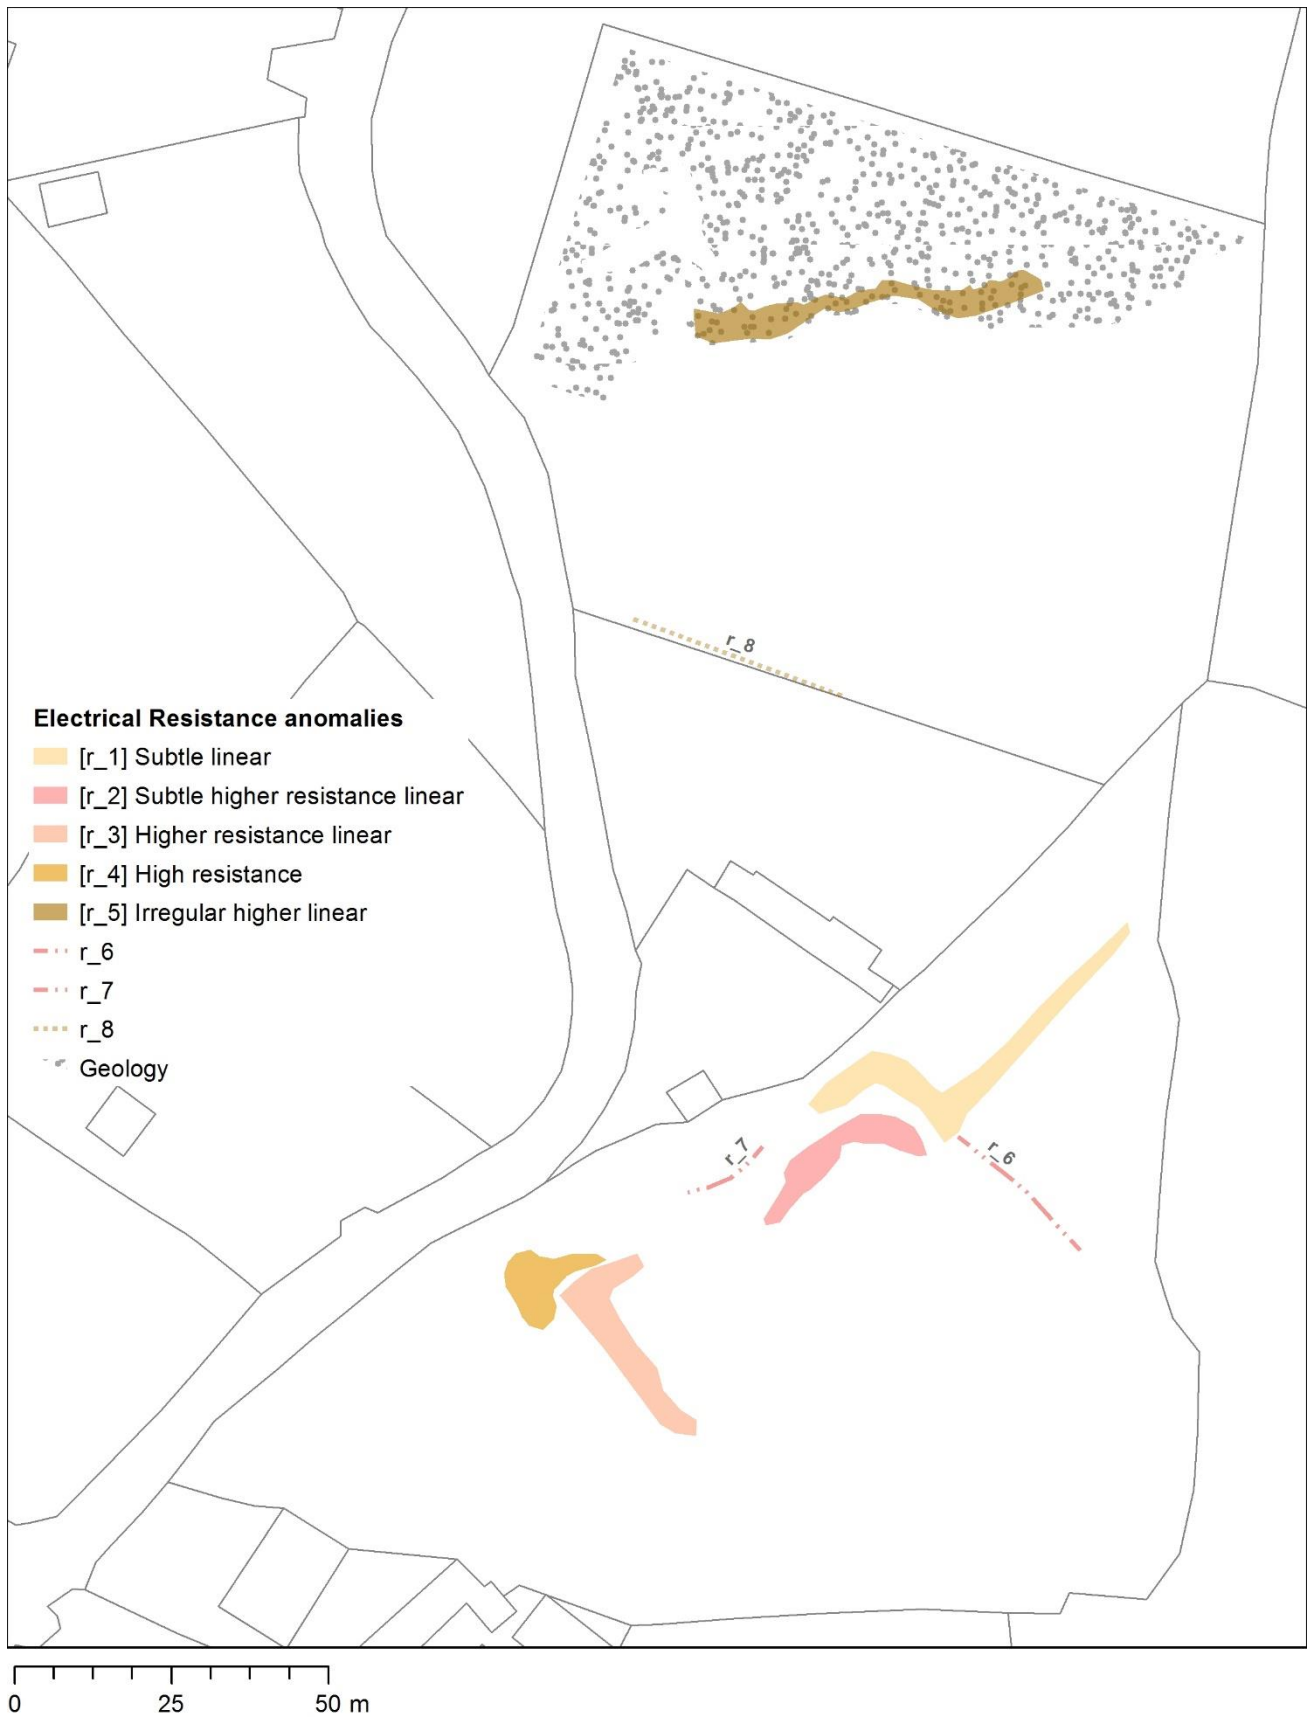 r_8
Electrical Resistance anomalies
[r_1] Subtle linear
[r_2] Subtle higher resistance linear
[r_3] Higher resistance linear
[r_4] High resistance
[r_5] Irregular higher linear
r_6
r_7
r_8
Geology
r_7
r_6
0 25 50 m